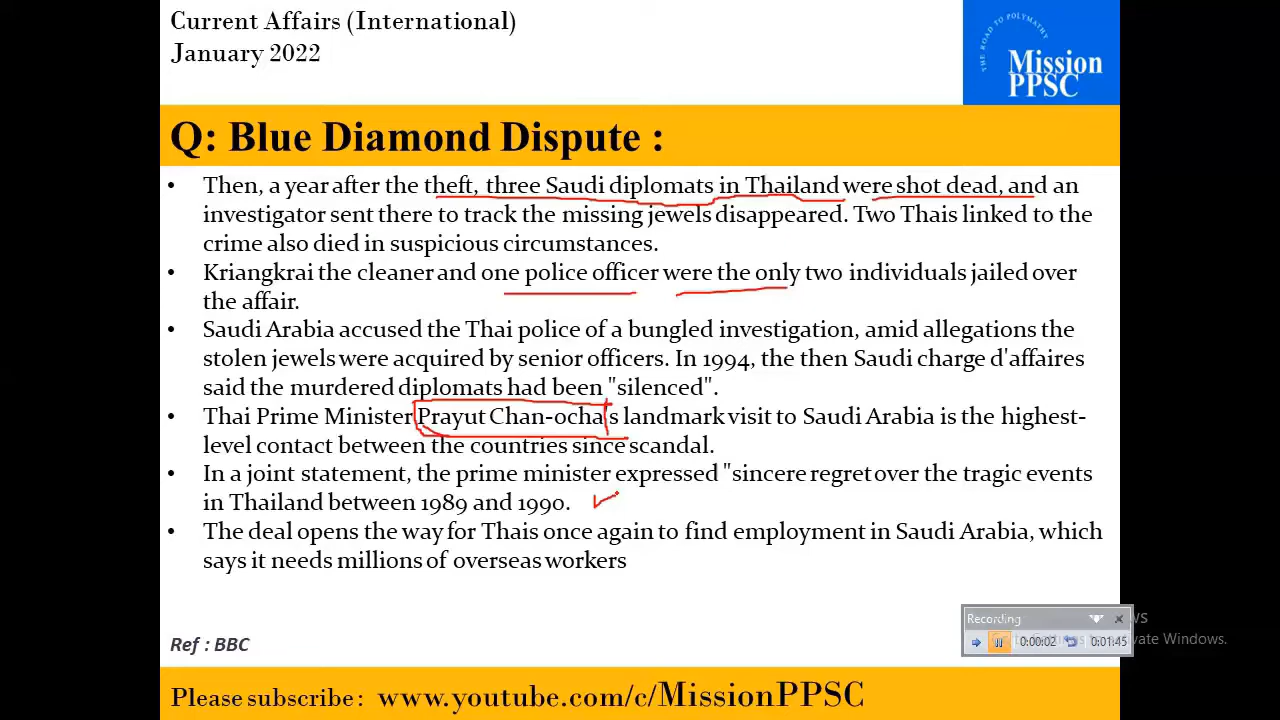 Current Affairs (International)
January 2022
THE ROAD TO POLYMATHY
Mission
PPSC
Q: Blue Diamond Dispute :
• Then, a year after the theft, three Saudi diplomats in Thailand were shot dead, and an
investigator sent there to track the missing jewels disappeared. Two Thais linked to the
crime also died in suspicious circumstances.
• Kriangkrai the cleaner and one police officer were the only two individuals jailed over
the affair.
• Saudi Arabia accused the Thai police of a bungled investigation, amid allegations the
stolen jewels were acquired by senior officers. In 1994, the then Saudi charge d'affaires
said the murdered diplomats had been "silenced".
• Thai Prime Minister Prayut Chan-ocha's landmark visit to Saudi Arabia is the highest-
level contact between the countries since scandal.
• In a joint statement, the prime minister expressed "sincere regret over the tragic events
in Thailand between 1989 and 1990.
• The deal opens the way for Thais once again to find employment in Saudi Arabia, which
says it needs millions of overseas workers
Recording
0:00:02 0:01:45
Windows.
Ref : BBC
Please subscribe : www.youtube.com/c/MissionPPSC